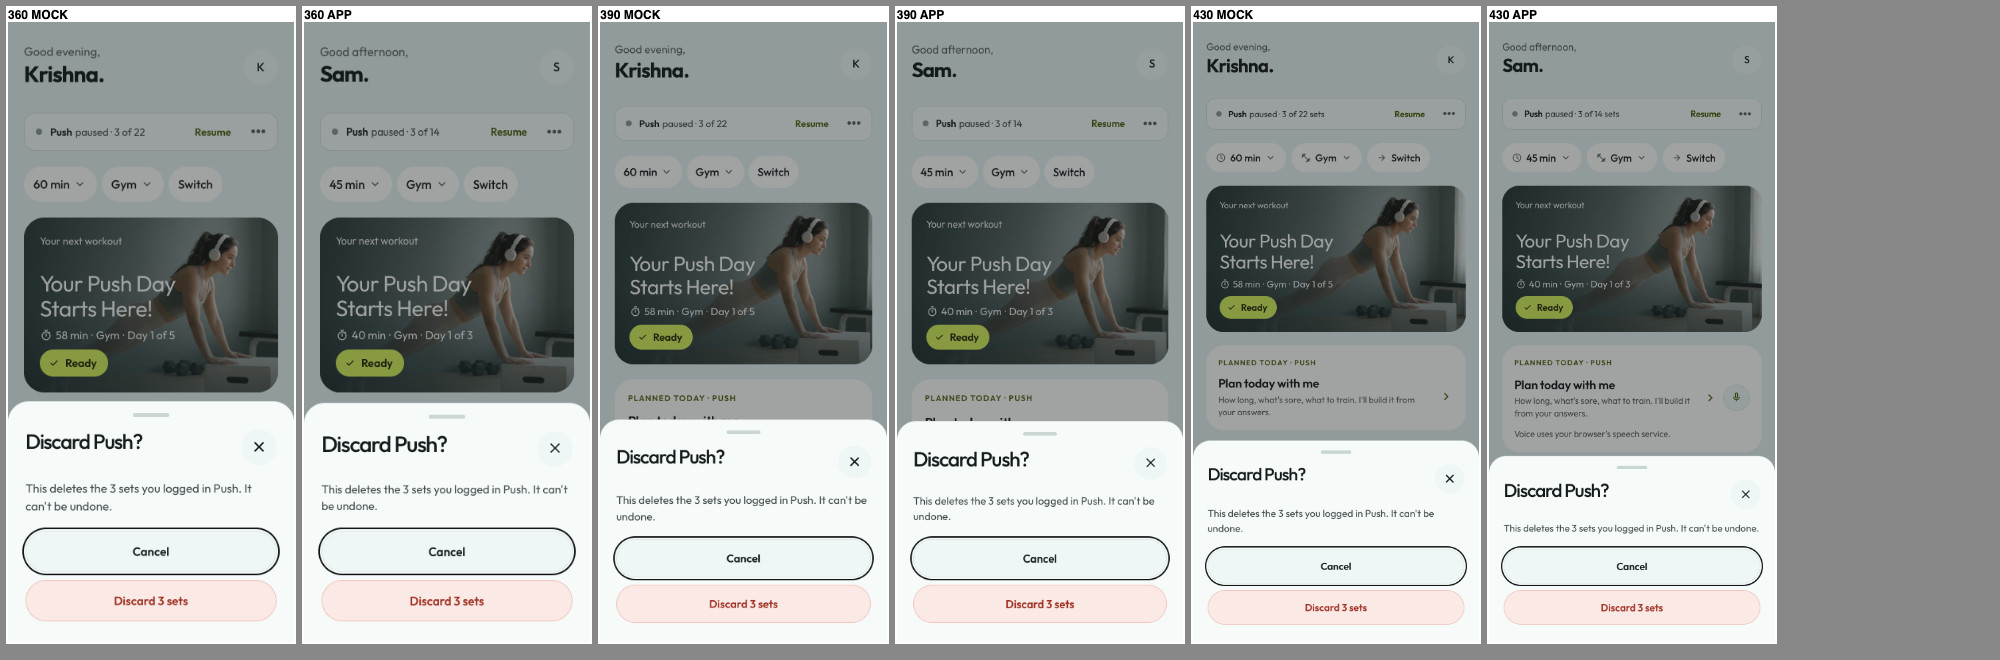 360 MOCK
Good evening,
Krishna.
K
Push paused · 3 of 22
Resume
•••
60 min
Gym
Switch
Your next workout
Your Push Day
Starts Here!
58 min · Gym · Day 1 of 5
Ready
Discard Push?
This deletes the 3 sets you logged in Push. It
can't be undone.
Cancel
Discard 3 sets
360 APP
Good afternoon,
Sam.
S
Push paused · 3 of 14
Resume
•••
45 min
Gym
Switch
Your next workout
Your Push Day
Starts Here!
40 min · Gym · Day 1 of 3
Ready
Discard Push?
This deletes the 3 sets you logged in Push. It can't
be undone.
Cancel
Discard 3 sets
390 MOCK
Good evening,
Krishna.
K
Push paused · 3 of 22
Resume
•••
60 min
Gym
Switch
Your next workout
Your Push Day
Starts Here!
58 min · Gym · Day 1 of 5
Ready
PLANNED TODAY · PUSH
Discard Push?
This deletes the 3 sets you logged in Push. It can't be
undone.
Cancel
Discard 3 sets
390 APP
Good afternoon,
Sam.
S
Push paused · 3 of 14
Resume
•••
45 min
Gym
Switch
Your next workout
Your Push Day
Starts Here!
40 min · Gym · Day 1 of 3
Ready
PLANNED TODAY · PUSH
Discard Push?
This deletes the 3 sets you logged in Push. It can't be
undone.
Cancel
Discard 3 sets
430 MOCK
Good evening,
Krishna.
K
Push paused · 3 of 22 sets
Resume
•••
60 min
Gym
Switch
Your next workout
Your Push Day
Starts Here!
58 min · Gym · Day 1 of 5
Ready
PLANNED TODAY · PUSH
Plan today with me
How long, what's sore, what to train. I'll build it from
your answers.
Discard Push?
This deletes the 3 sets you logged in Push. It can't be
undone.
Cancel
Discard 3 sets
430 APP
Good afternoon,
Sam.
S
Push paused · 3 of 14 sets
Resume
•••
45 min
Gym
Switch
Your next workout
Your Push Day
Starts Here!
40 min · Gym · Day 1 of 3
Ready
PLANNED TODAY · PUSH
Plan today with me
How long, what's sore, what to train. I'll build it
from your answers.
Voice uses your browser's speech service.
Discard Push?
This deletes the 3 sets you logged in Push. It can't be undone.
Cancel
Discard 3 sets